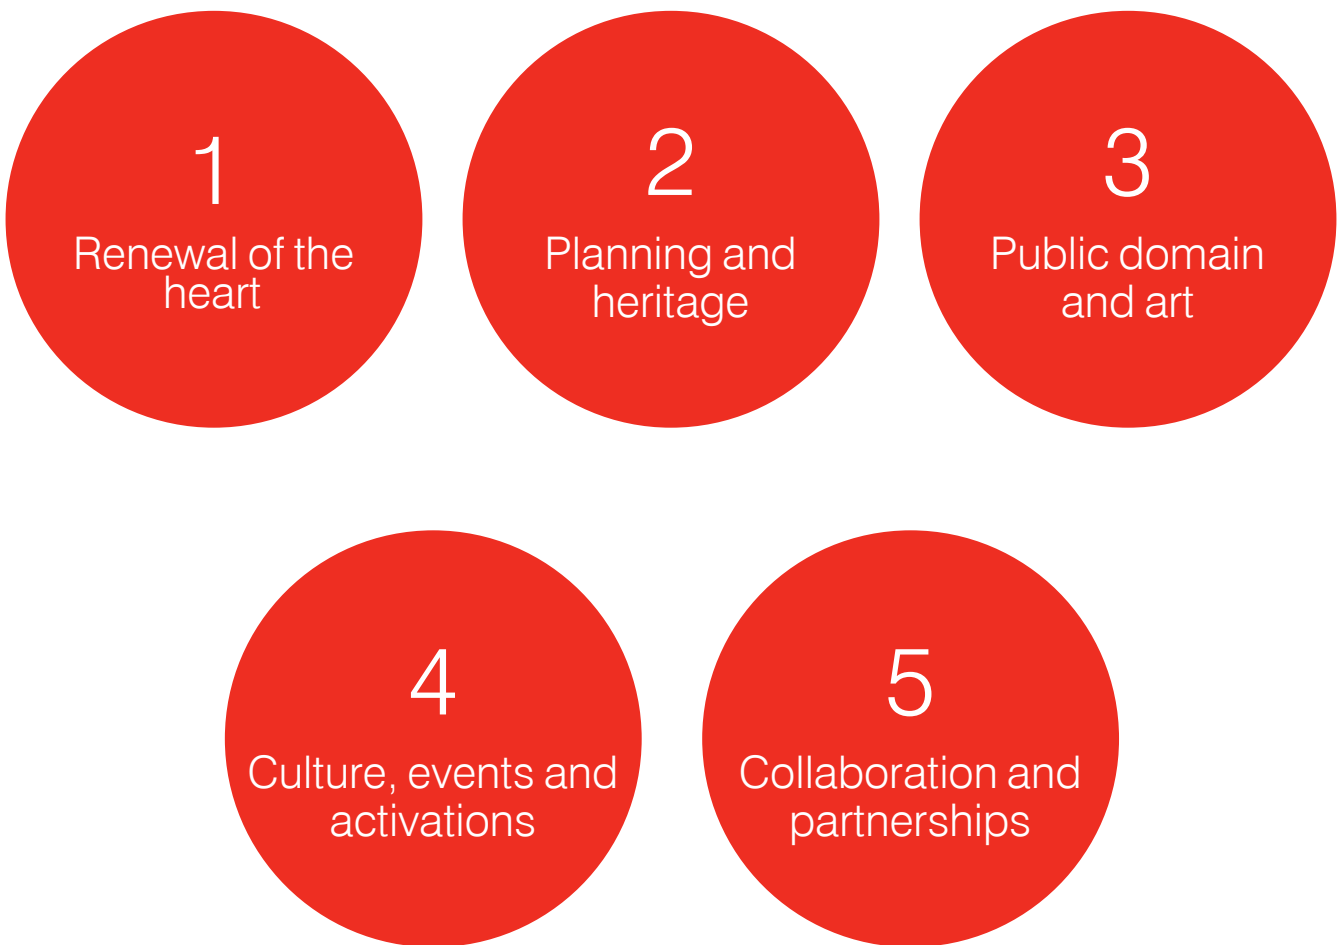 1
Renewal of the
heart
2
Planning and
heritage
3
Public domain
and art
4
Culture, events and
activations
5
Collaboration and
partnerships